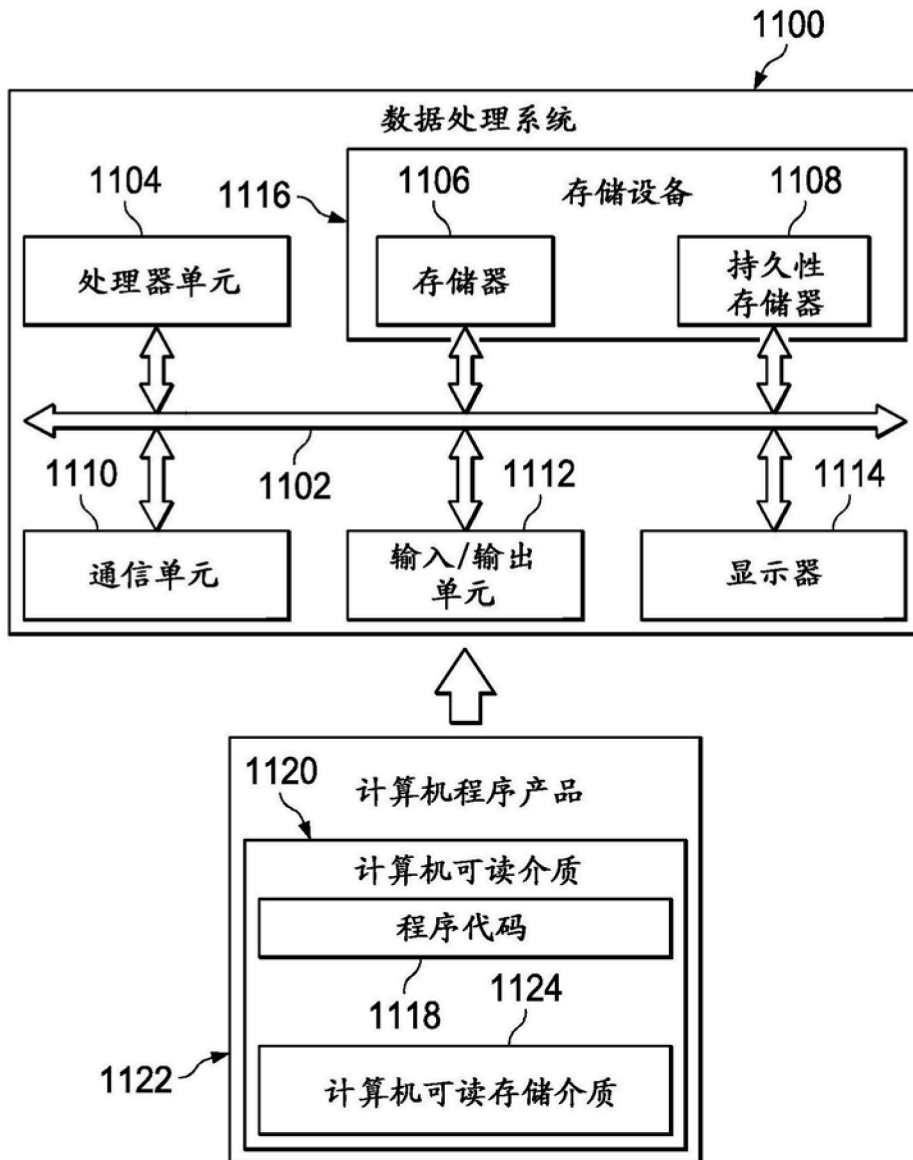 1100
数据处理系统
1104
1116
1106
存储设备
1108
处理器单元
存储器
持久性
存储器
1110
1102
1112
1114
通信单元
输入/输出
单元
显示器
1120
计算机程序产品
计算机可读介质
程序代码
1118
1124
1122
计算机可读存储介质